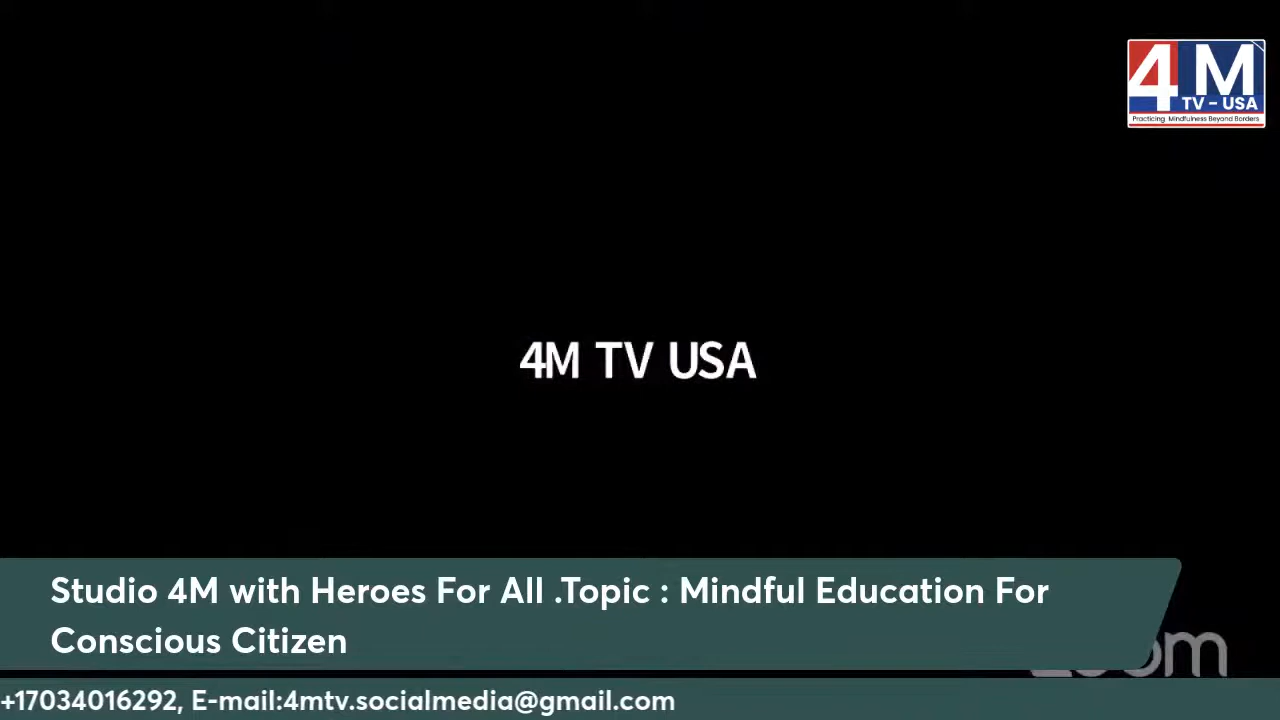 4M
TV - USA
Practicing Mindfulness Beyond Borders
4M TV USA
Studio 4M with Heroes For All .Topic : Mindful Education For
Conscious Citizen
zoom
+17034016292, E-mail:4mtv.socialmedia@gmail.com